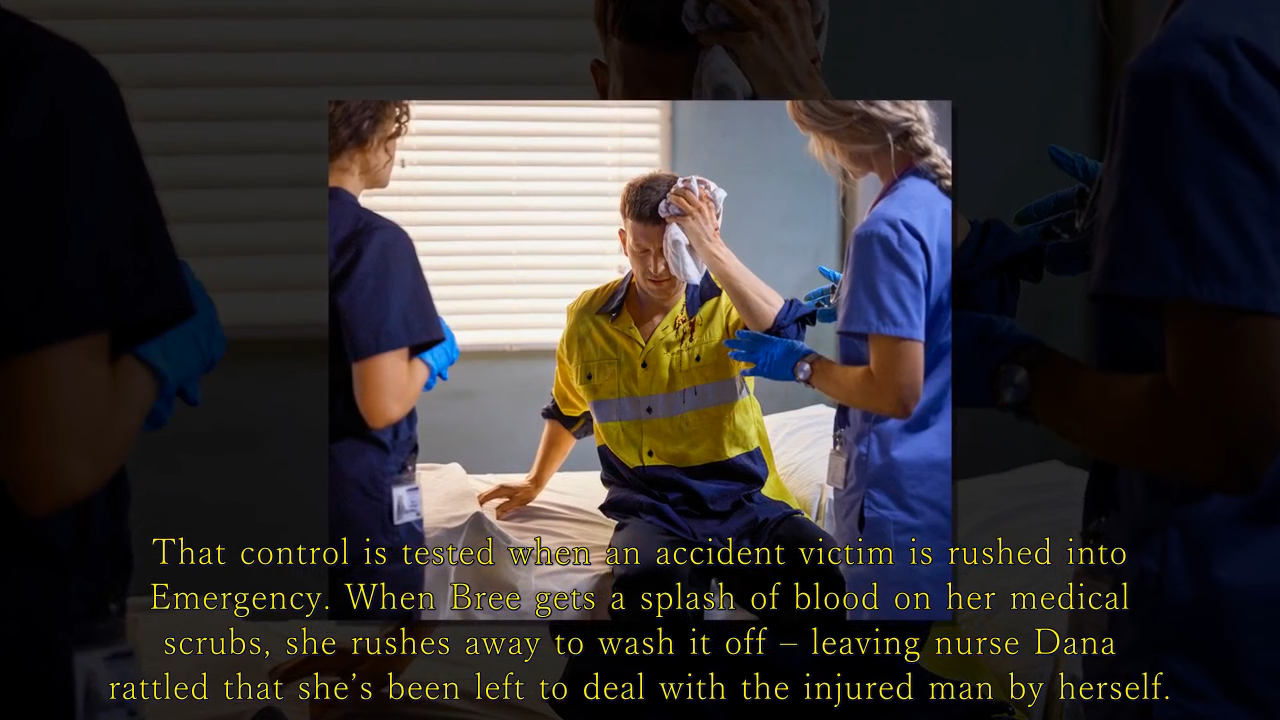 That control is tested when an accident victim is rushed into
Emergency. When Bree gets a splash of blood on her medical
scrubs, she rushes away to wash it off – leaving nurse Dana
rattled that she’s been left to deal with the injured man by herself.